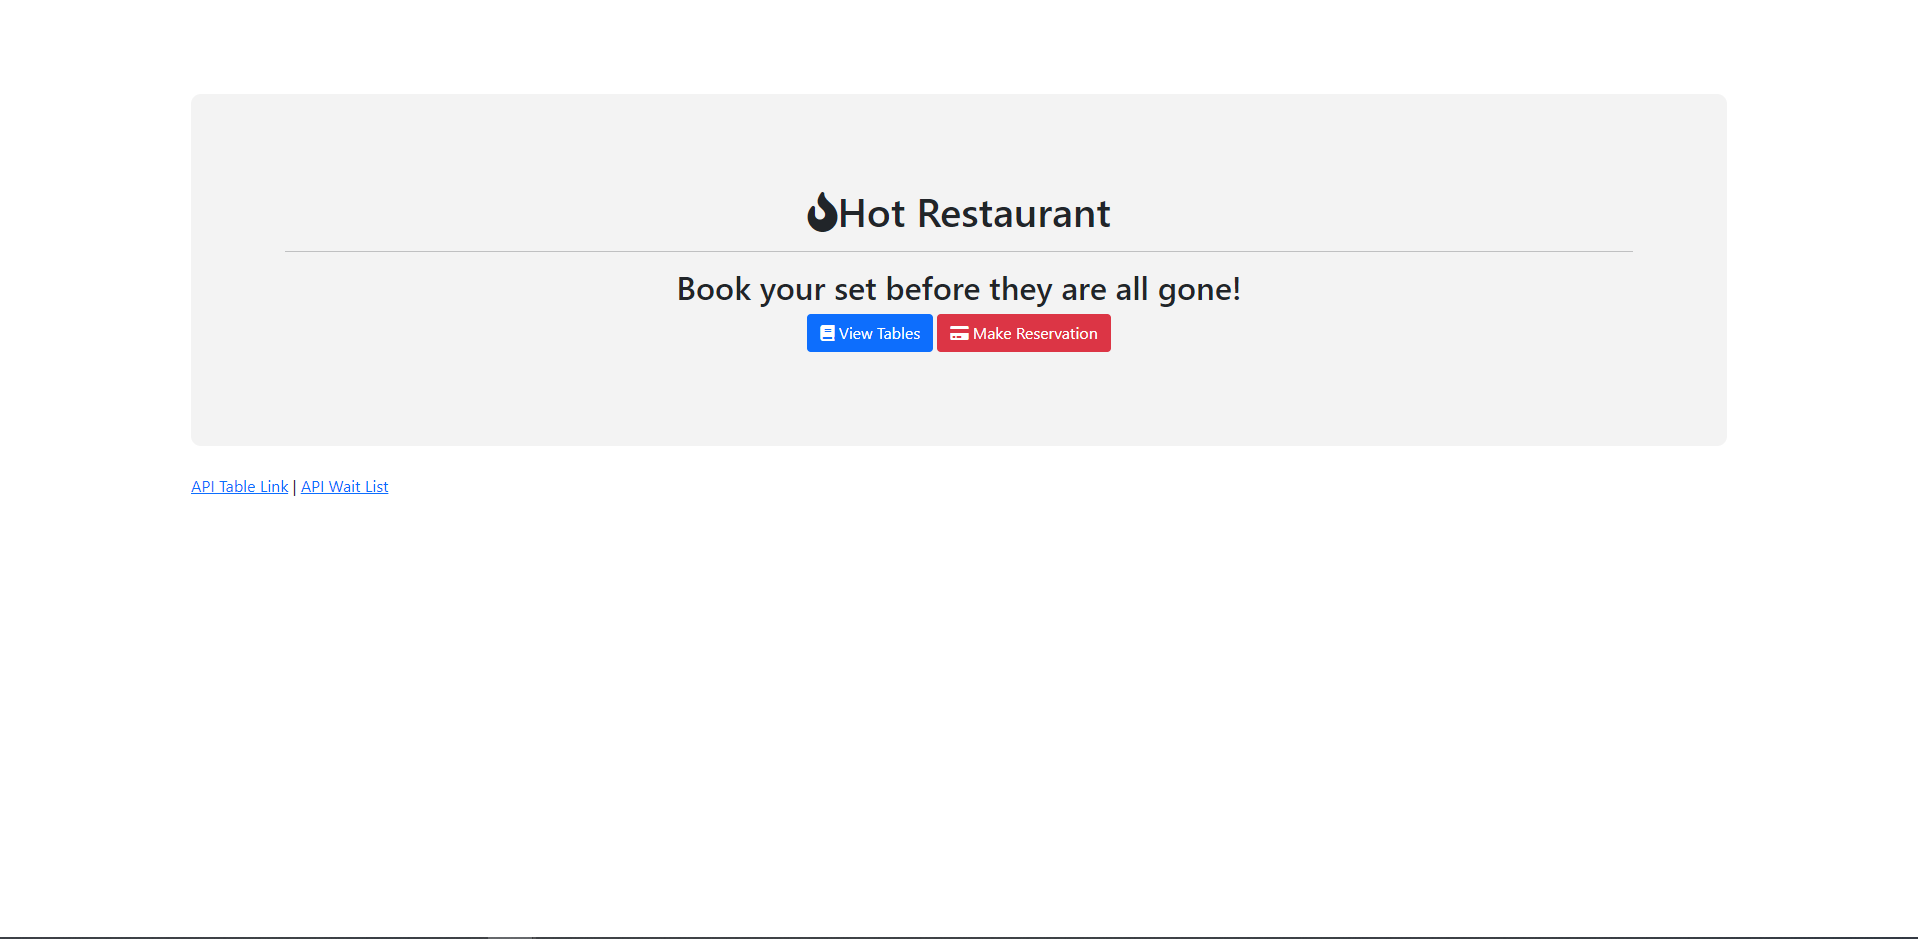 Hot Restaurant
Book your set before they are all gone!
View Tables Make Reservation
API Table Link | API Wait List